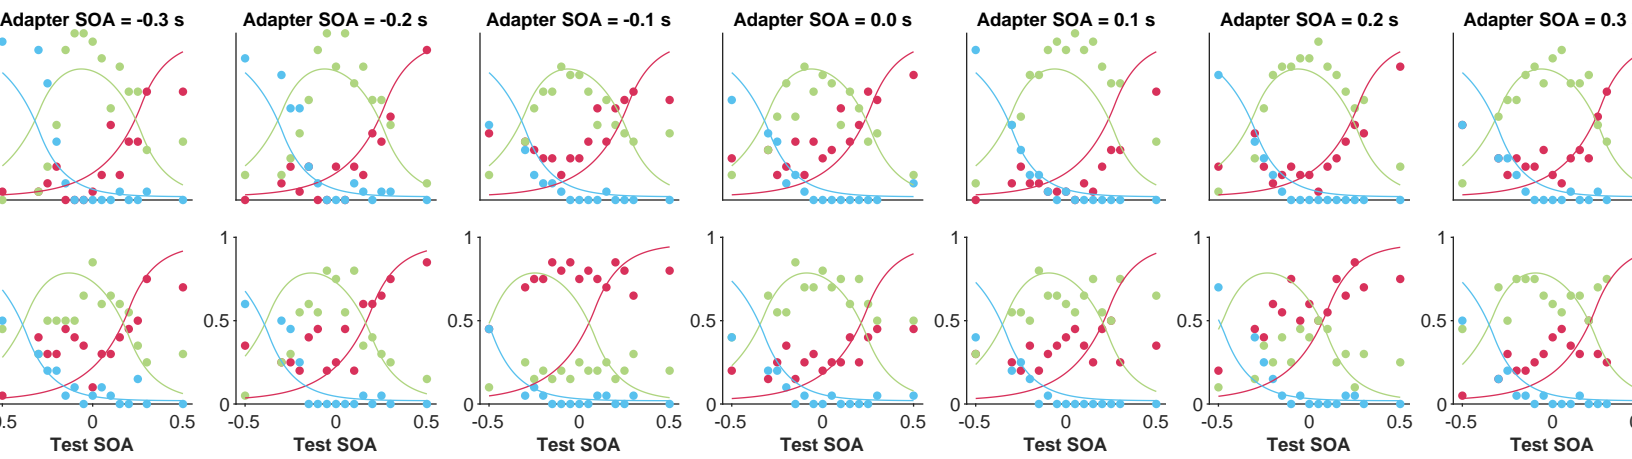 Adapter SOA = -0.3 s Adapter SOA = -0.2 s Adapter SOA = -0.1 s Adapter SOA = 0.0 s Adapter SOA = 0.1 s Adapter SOA = 0.2 s Adapter SOA = 0.3
1 1 1 1 1 1
0.5 0.5 0.5 0.5 0.5 0.5
0 0 0 0 0 0
0.5 0 0.5 -0.5 0 0.5 -0.5 0 0.5 -0.5 0 0.5 -0.5 0 0.5 -0.5 0 0.5 -0.5 0
Test SOA Test SOA Test SOA Test SOA Test SOA Test SOA Test SOA